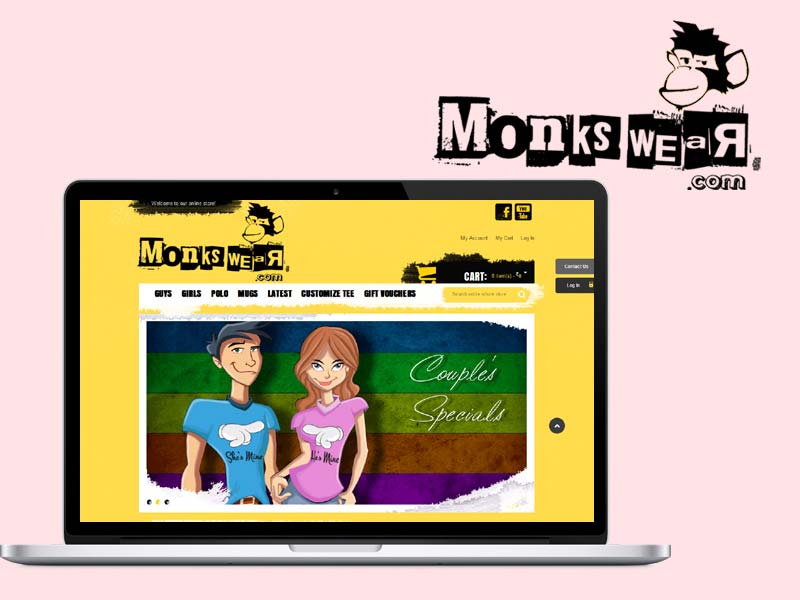 MonkswEaR
.com
Welcome to our online store!
You
Tube
MonkswEaR
.com
My Account My Cart Log In
CART: 0 item(s) -
Contact Us
Log In
GUYS GIRLS POLO MUGS LATEST CUSTOMIZE TEE GIFT VOUCHERS
Search entire store
Couple's
Specials
She's Mine
He's Mine